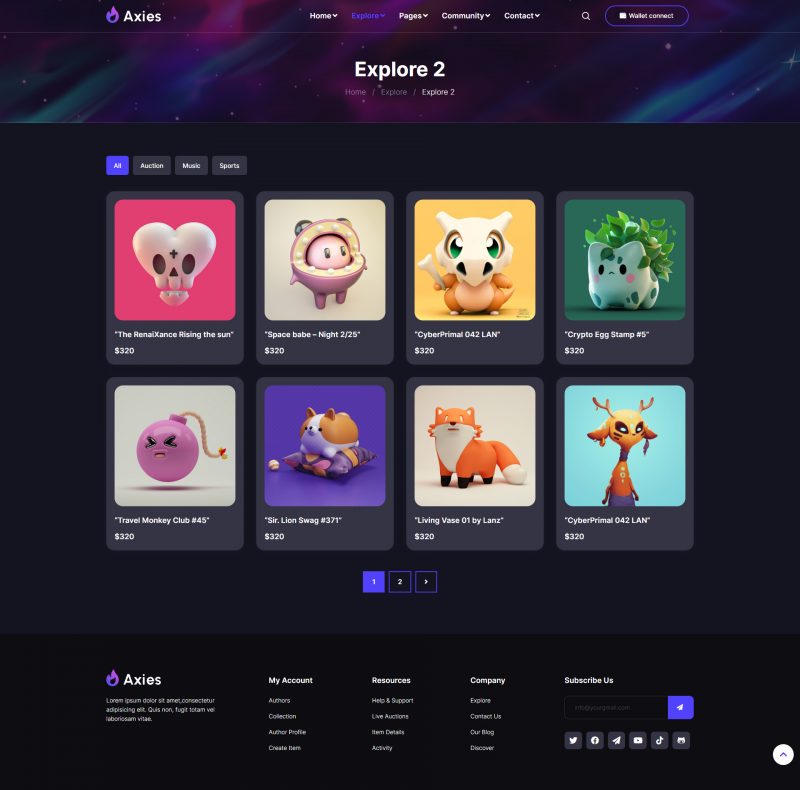 Axies
Home Explore Pages Community Contact Wallet connect
Explore 2
Home / Explore / Explore 2
All Auction Music Sports
"The RenaiXance Rising the sun"
$320
"Space babe – Night 2/25"
$320
"CyberPrimal 042 LAN"
$320
"Crypto Egg Stamp #5"
$320
"Travel Monkey Club #45"
$320
"Sir. Lion Swag #371"
$320
"Living Vase 01 by Lanz"
$320
"CyberPrimal 042 LAN"
$320
1 2
Axies
Lorem ipsum dolor sit amet,consectetur
adipisicing elit. Quis non, fugit totam vel
laboriosam vitae.
My Account
Authors
Collection
Author Profile
Create Item
Resources
Help & Support
Live Auctions
Item Details
Activity
Company
Explore
Contact Us
Our Blog
Discover
Subscribe Us
info@yourgmail.com